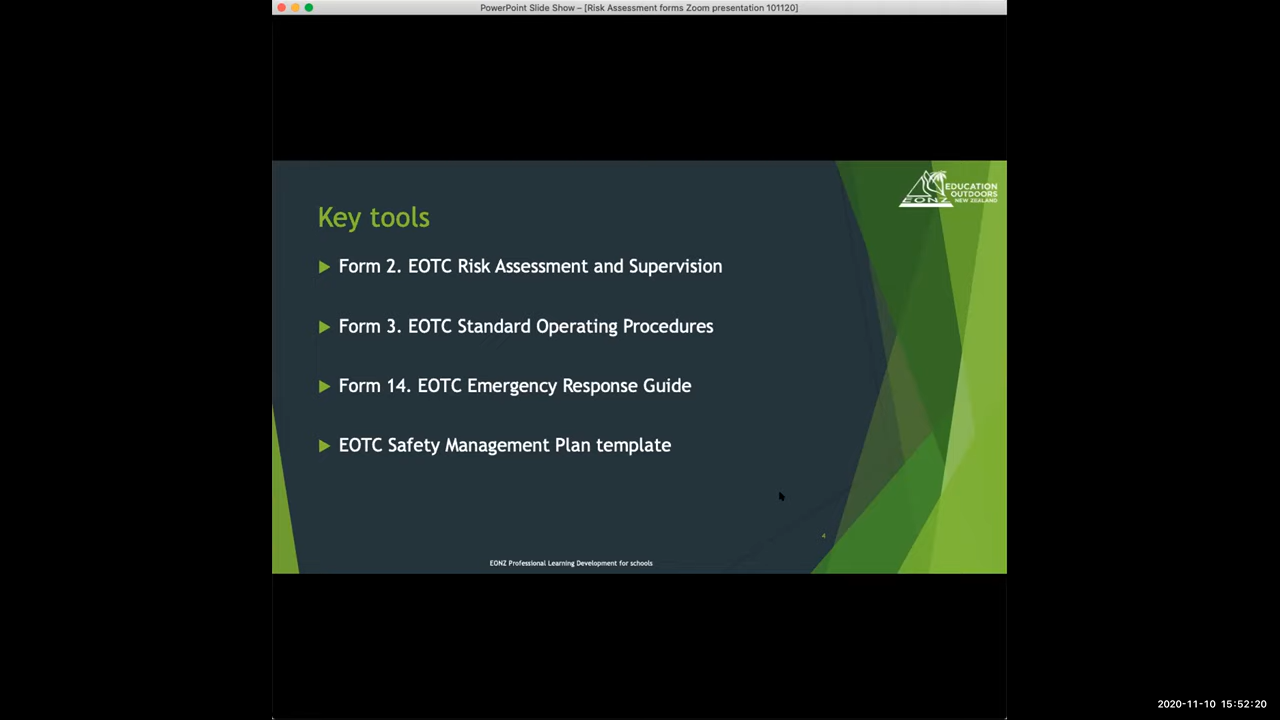 PowerPoint Slide Show – [Risk Assessment forms Zoom presentation 101120]
EDUCATION
OUTDOORS
NEW ZEALAND
EONZ
Key tools
Form 2. EOTC Risk Assessment and Supervision
Form 3. EOTC Standard Operating Procedures
Form 14. EOTC Emergency Response Guide
EOTC Safety Management Plan template
4
EONZ Professional Learning Development for schools
2020-11-10 15:52:20